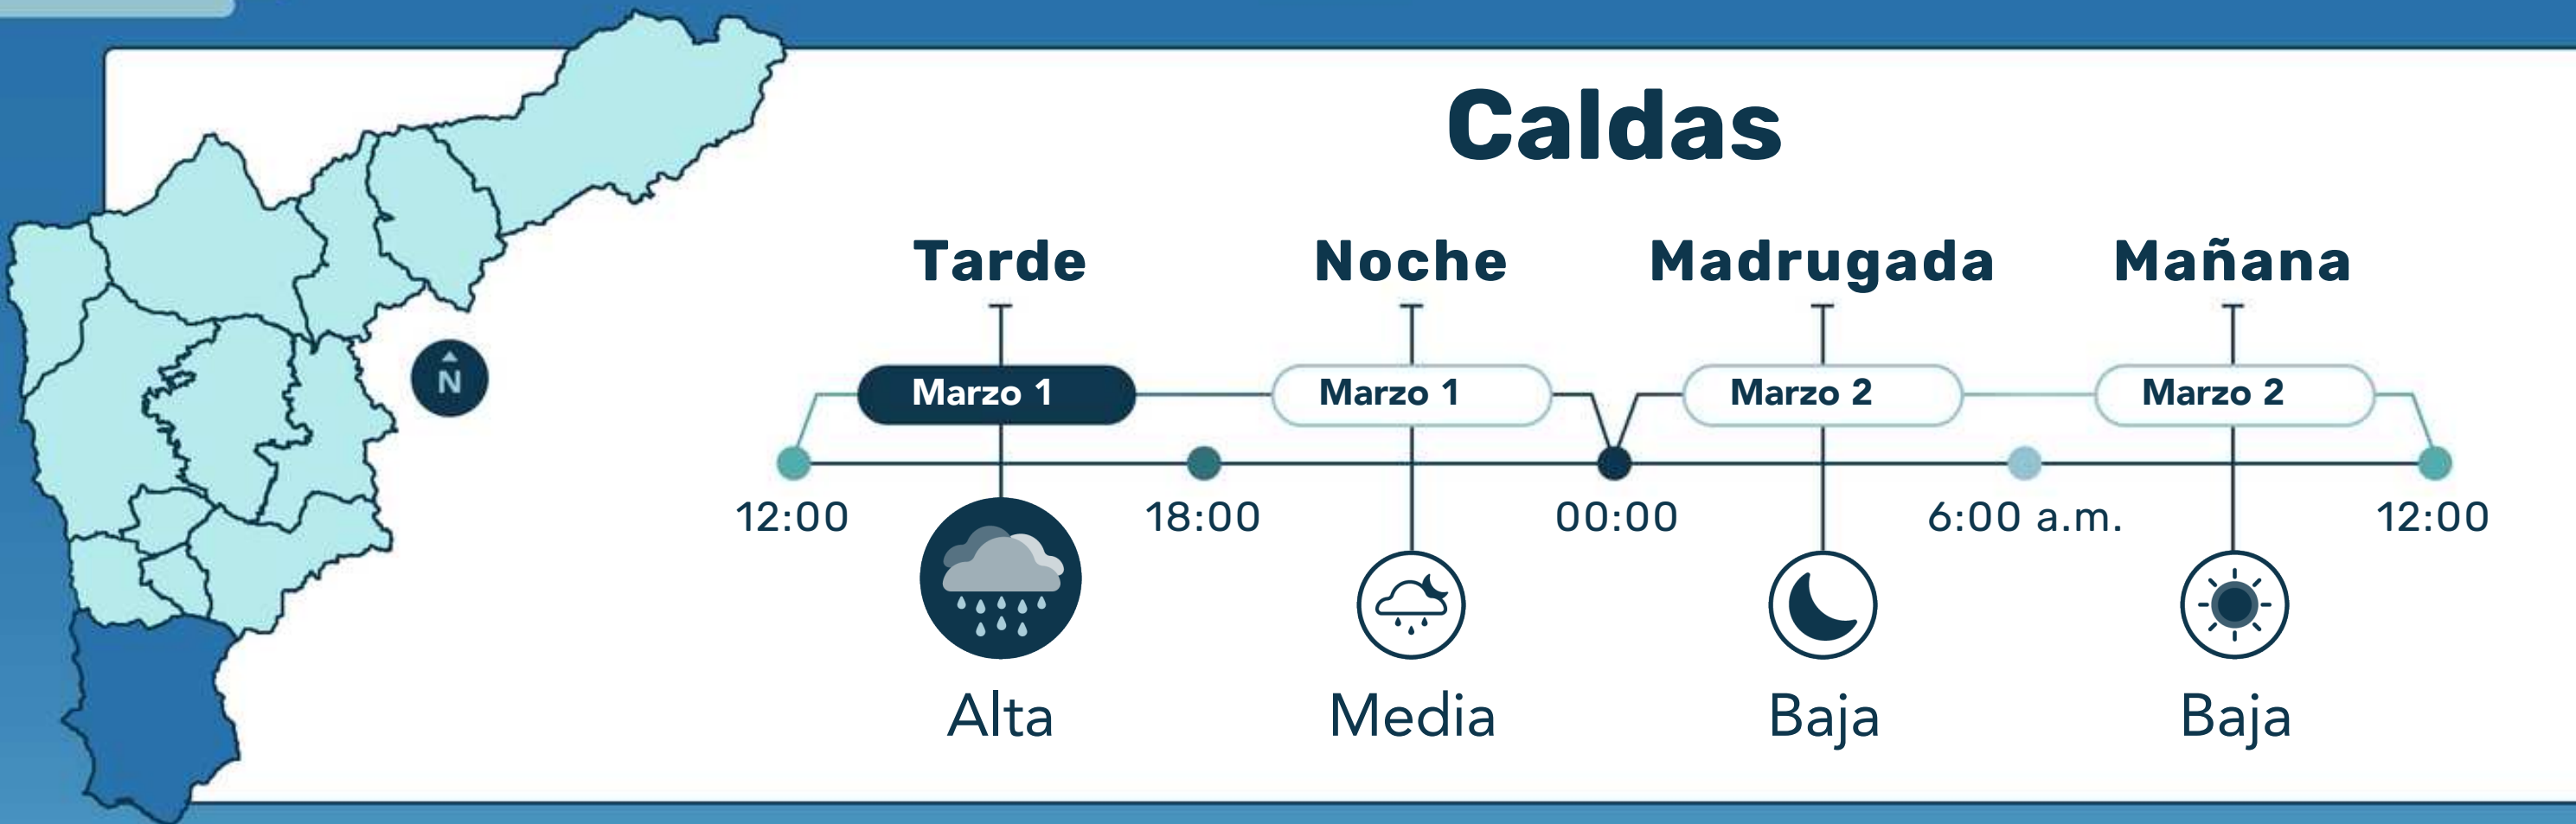 Caldas
Tarde Noche Madrugada Mañana
N
Marzo 1 Marzo 1 Marzo 2 Marzo 2
12:00 18:00 00:00 6:00 a.m. 12:00
Alta Media Baja Baja